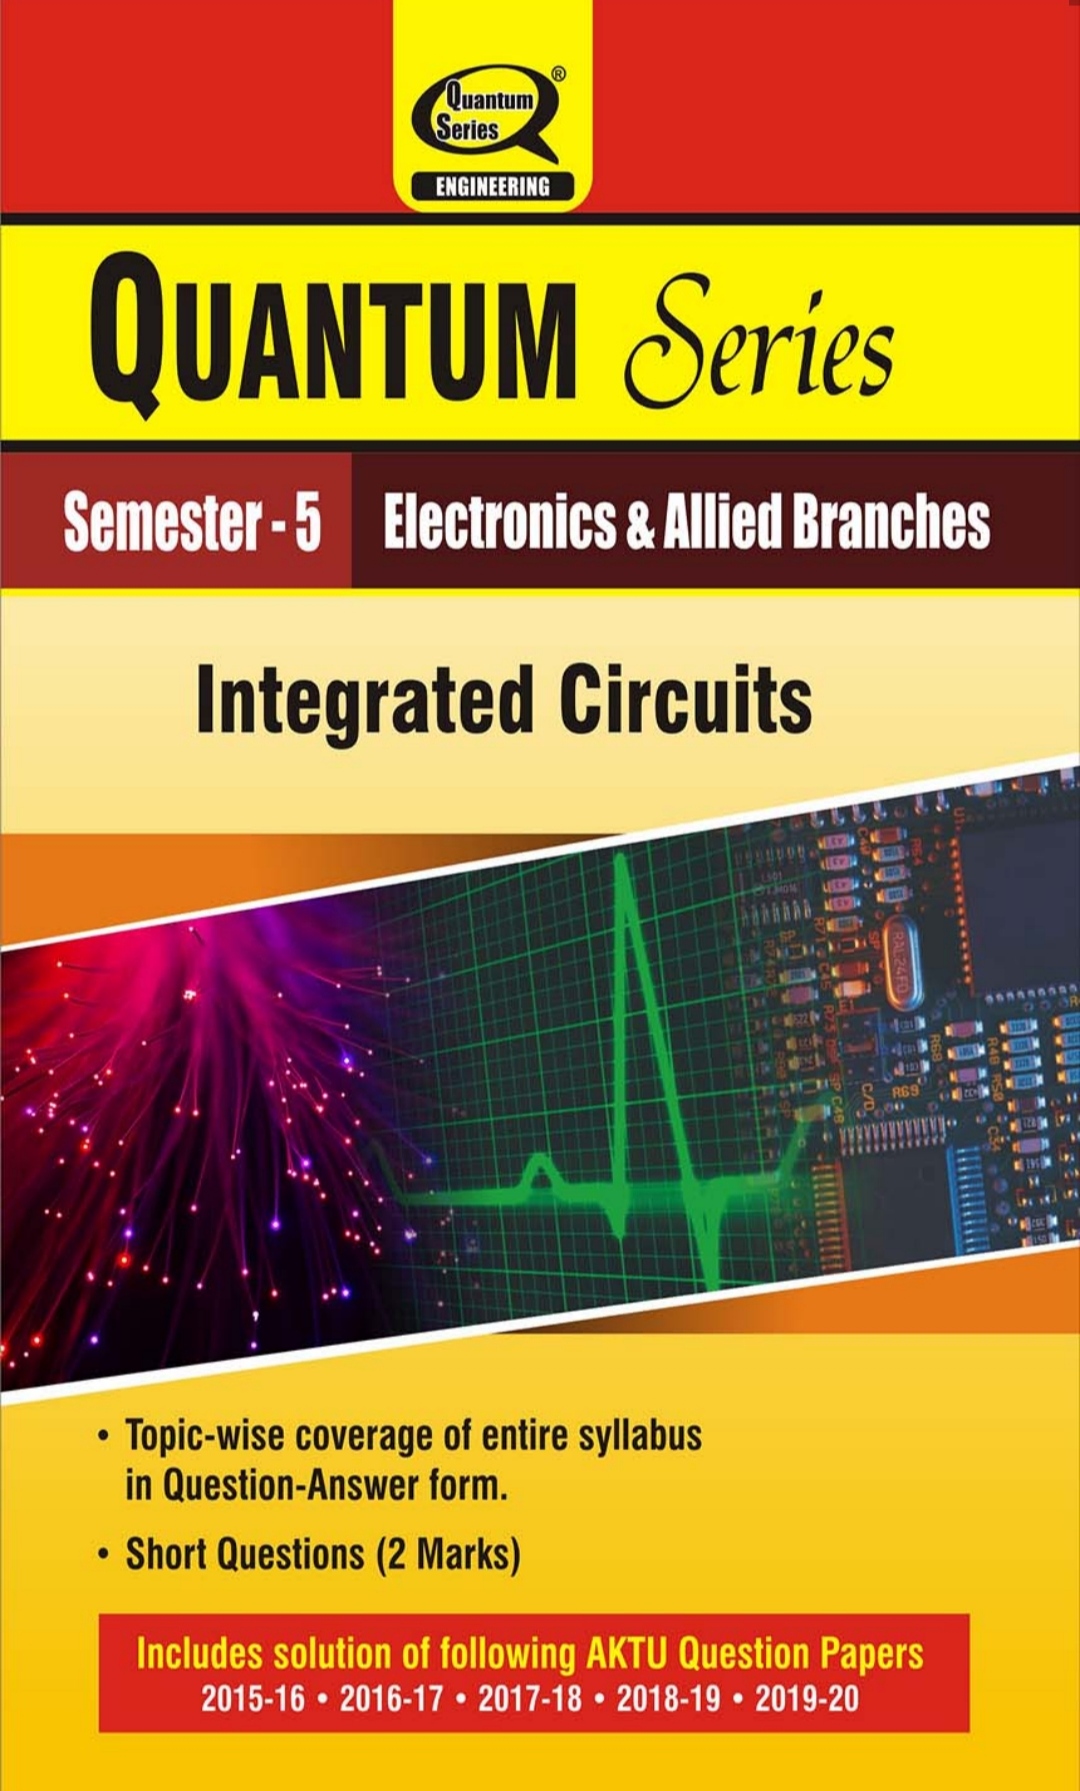 Quantum
Series
®
ENGINEERING
QUANTUM Series
Semester - 5 Electronics & Allied Branches
Integrated Circuits
• Topic-wise coverage of entire syllabus
in Question-Answer form.
• Short Questions (2 Marks)
Includes solution of following AKTU Question Papers
2015-16 • 2016-17 • 2017-18 • 2018-19 • 2019-20